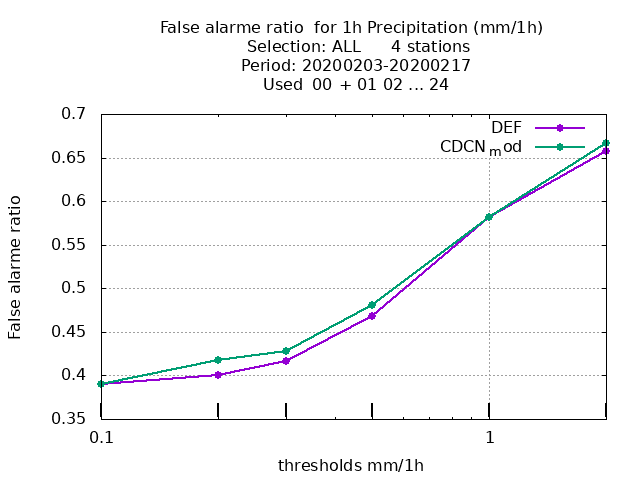 False alarme ratio  for 1h Precipitation (mm/1h)
Selection: ALL      4 stations
Period: 20200203-20200217
Used  00 + 01 02 ... 24
DEF
CDCN_mod
0.7
0.65
0.6
0.55
0.5
0.45
0.4
0.35
False alarme ratio
0.1
1
thresholds mm/1h